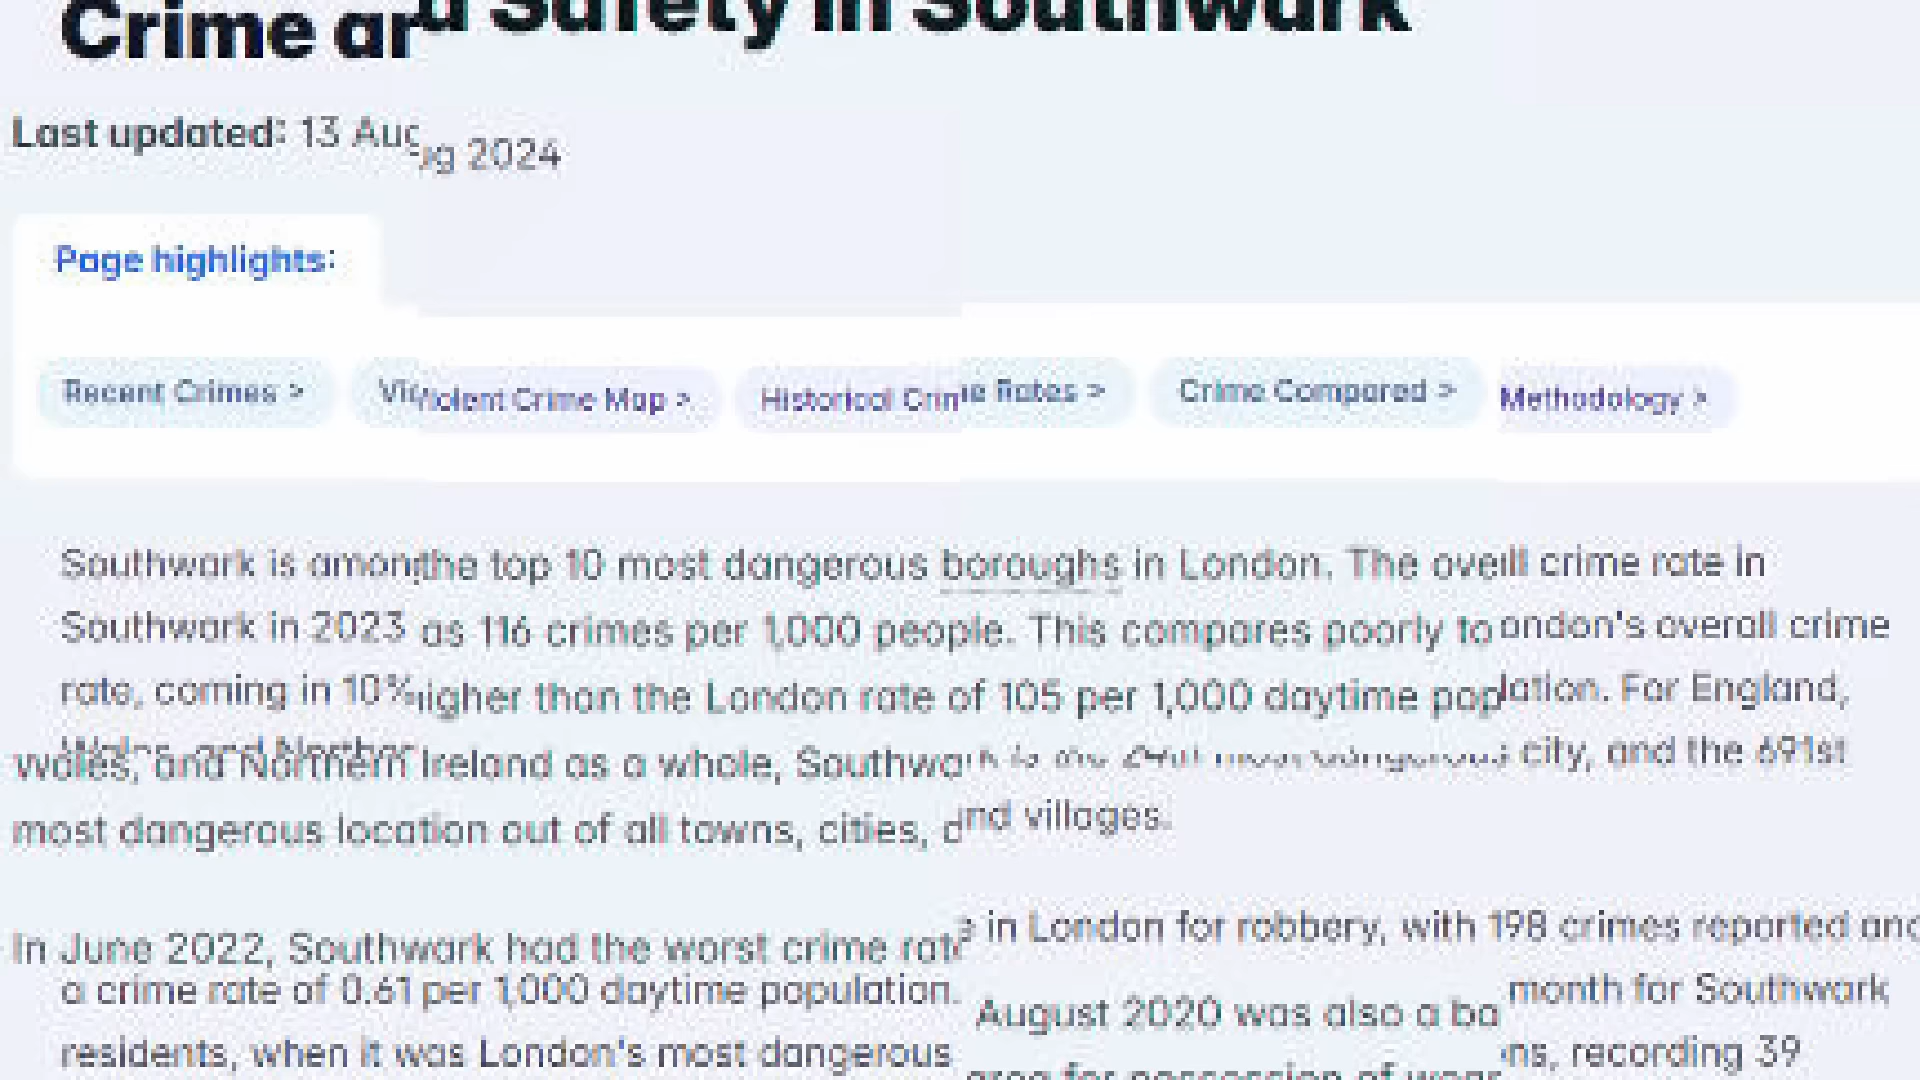 Crime and Safety in Southwark
Last updated: 13 Aug 2024
Page highlights:
Recent Crimes > Violent Crime Map > Historical Crime Rates > Crime Compared > Methodology >
Southwark is among the top 10 most dangerous boroughs in London. The overall crime rate in
Southwark in 2023 was 116 crimes per 1,000 people. This compares poorly to London's overall crime
rate, coming in 10% higher than the London rate of 105 per 1,000 daytime population. For England,
Wales, and Northern Ireland as a whole, Southwark is the most dangerous city, and the 691st
most dangerous location out of all towns, cities, and villages.
In June 2022, Southwark had the worst crime rate in London for robbery, with 198 crimes reported and
a crime rate of 0.61 per 1,000 daytime population. August 2020 was also a month for Southwark
residents, when it was London's most dangerous area for possession of recording 39